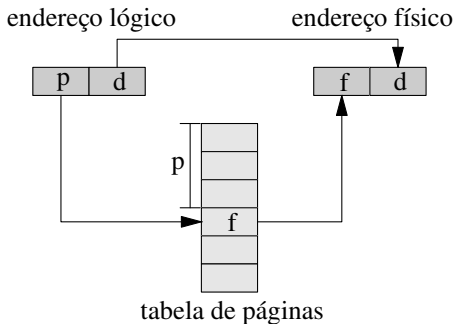 endereço lógico endereço físico
p d f d
p
f
tabela de páginas